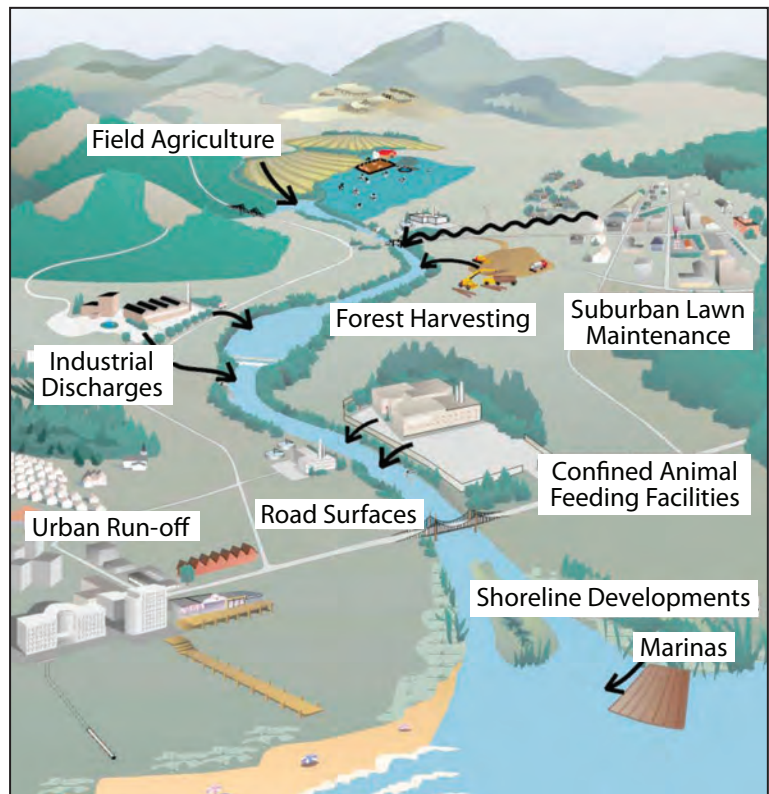 Field Agriculture
Forest Harvesting
Suburban Lawn
Maintenance
Industrial
Discharges
Confined Animal
Feeding Facilities
Road Surfaces
Urban Run-off
Shoreline Developments
Marinas